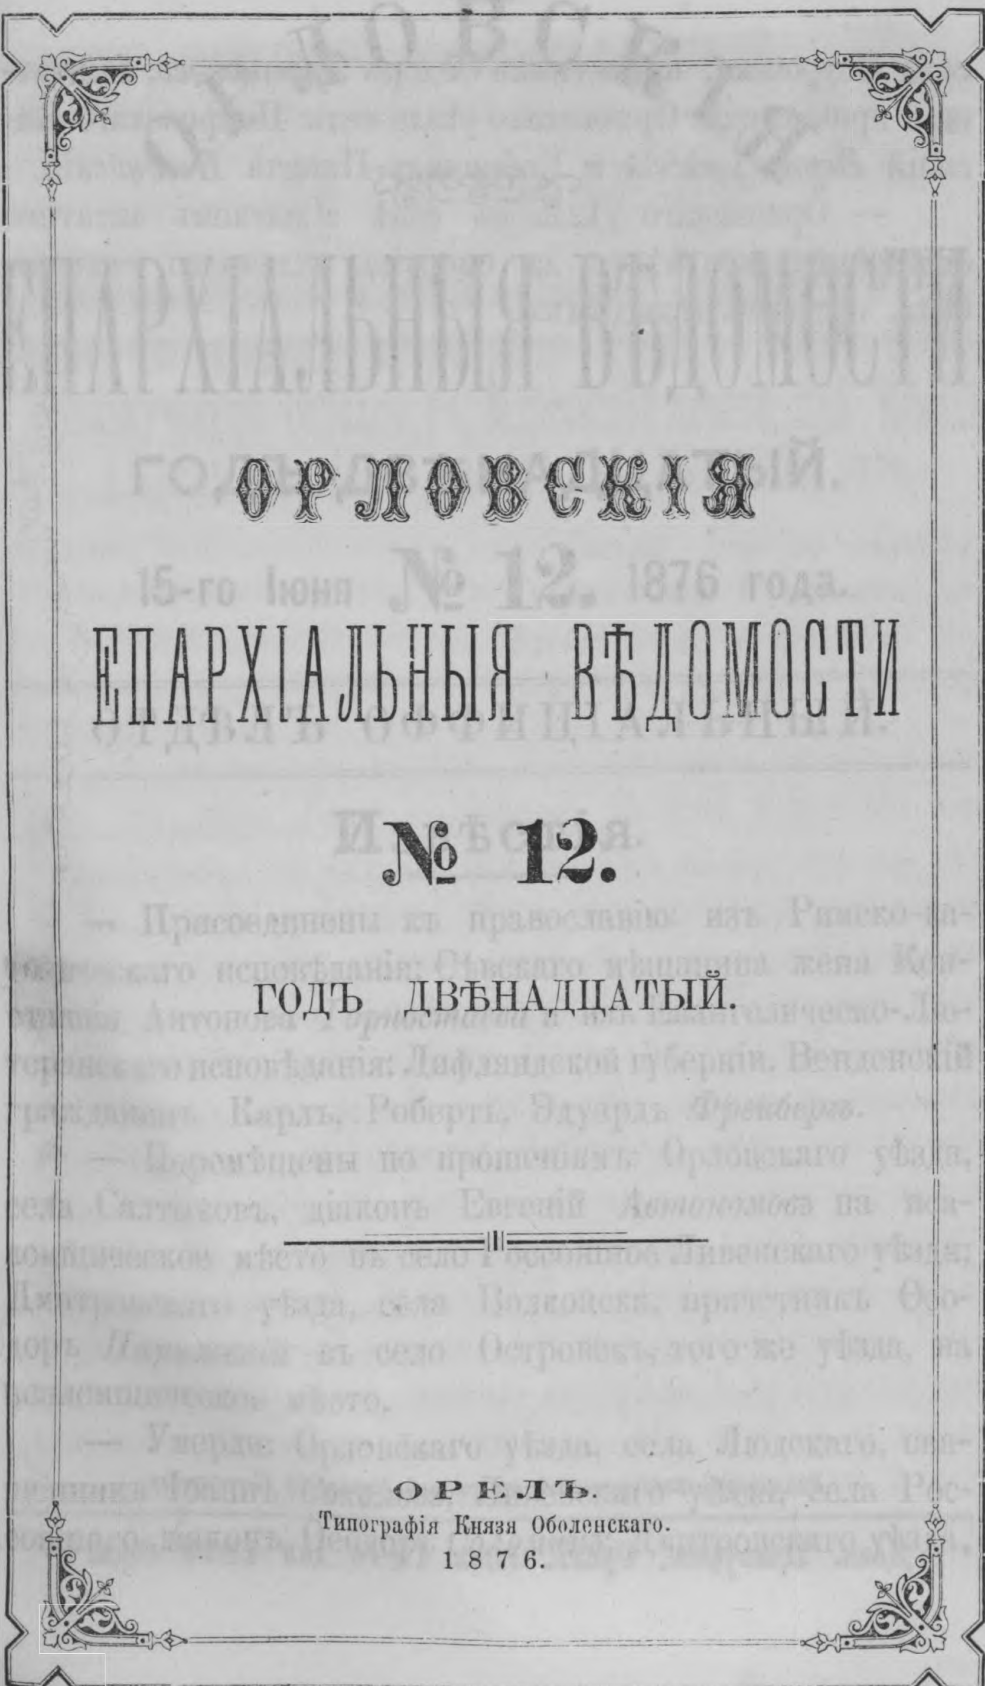 ОРЛОВСКІЯ
ЕПАРХІАЛЬНЫЯ ВѢДОМОСТИ
№ 12.
ГОДЪ ДВѢНАДЦАТЫЙ.
ОРЕЛЪ.
Типографія Князя Оболенскаго.
1876.